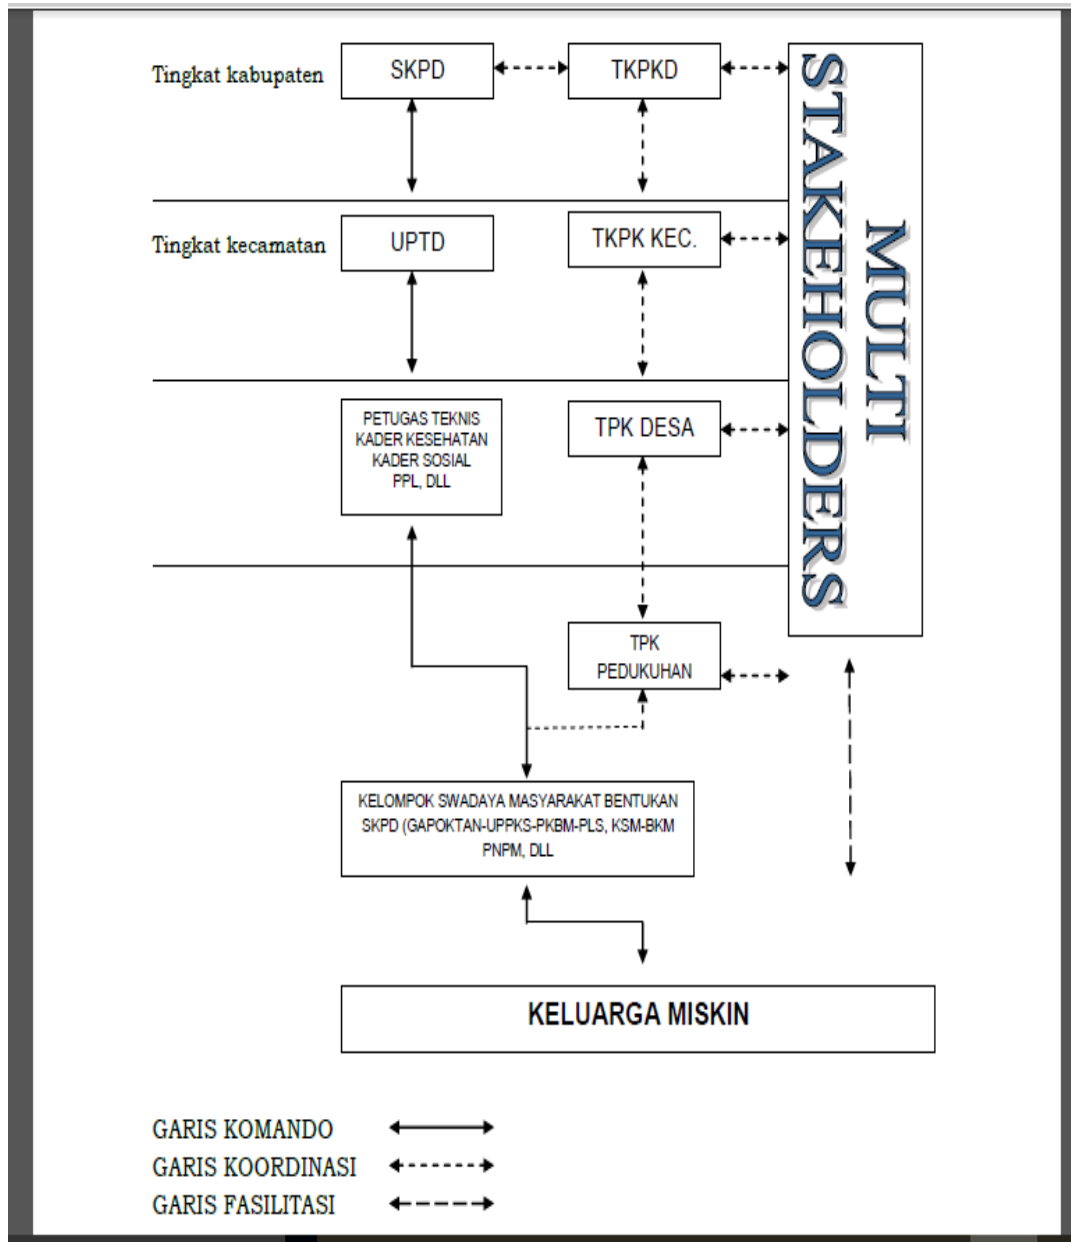 Tingkat kabupaten
SKPD
TKPKD
MULTI
STAKEHOLDERS
Tingkat kecamatan
UPTD
TKPK KEC.
PETUGAS TEKNIS
KADER KESEHATAN
KADER SOSIAL
PPL, DLL
TPK DESA
TPK
PEDUKUHAN
KELOMPOK SWADAYA MASYARAKAT BENTUKAN
SKPD (GAPOKTAN-UPPKS-PKBM-PLS, KSM-BKM
PNPM, DLL
KELUARGA MISKIN
GARIS KOMANDO
GARIS KOORDINASI
GARIS FASILITASI